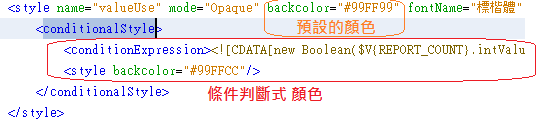 <style name="valueUse" mode="Opaque" backcolor="#99FF99" fontName="標楷體"
<conditionalStyle>
預設的顏色
<conditionExpression><![CDATA[new Boolean($V{REPORT_COUNT}.intValu
<style backcolor="#99FFCC"/>
</conditionalStyle>
條件判斷式 顏色
</style>